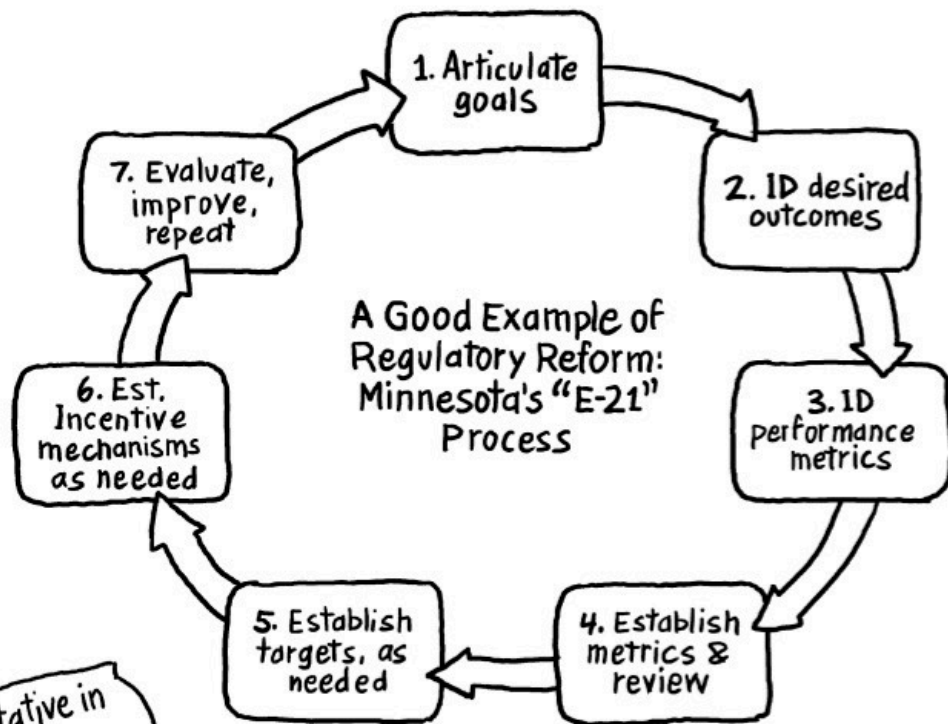 1. Articulate
goals
2. ID desired
outcomes
3. ID
performance
metrics
4. Establish
metrics &
review
5. Establish
targets, as
needed
6. Est.
Incentive
mechanisms
as needed
7. Evaluate,
improve,
repeat
A Good Example of
Regulatory Reform:
Minnesota's "E-21"
Process
in